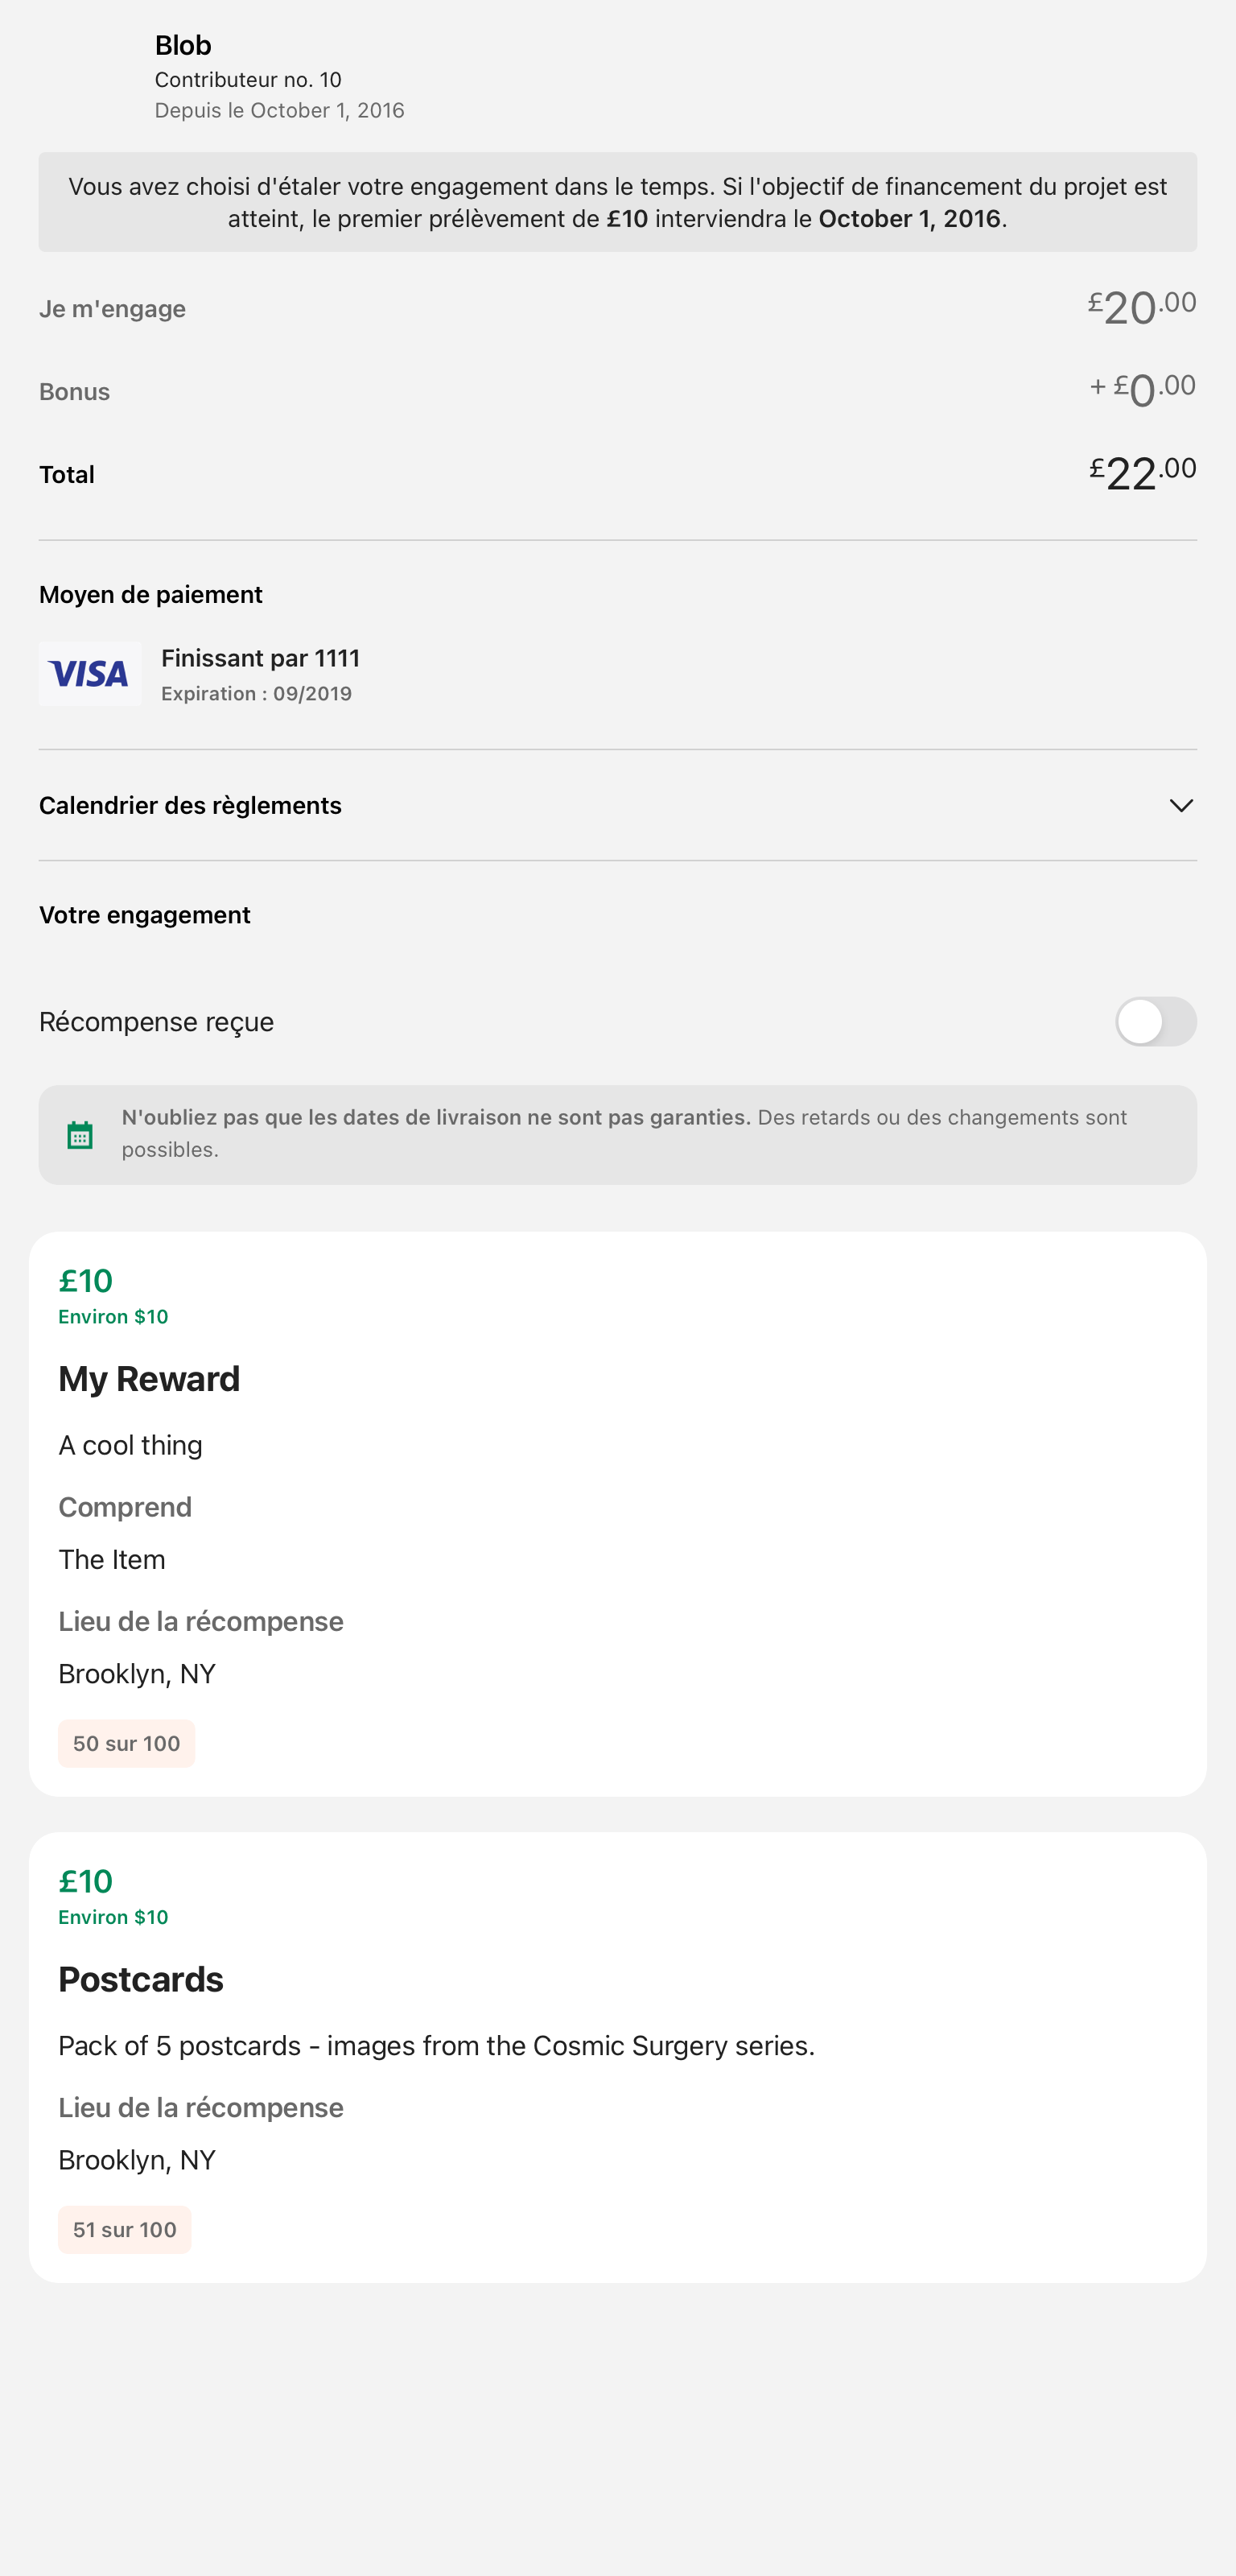 Blob
Contributeur no. 10
Depuis le October 1, 2016
Vous avez choisi d'étaler votre engagement dans le temps. Si l'objectif de financement du projet est
atteint, le premier prélèvement de £10 interviendra le October 1, 2016.
Je m'engage £20.00
Bonus + £0.00
Total £22.00
Moyen de paiement
VISA
Finissant par 1111
Expiration : 09/2019
Calendrier des règlements
Votre engagement
Récompense reçue
N'oubliez pas que les dates de livraison ne sont pas garanties. Des retards ou des changements sont
possibles.
£10
Environ $10
My Reward
A cool thing
Comprend
The Item
Lieu de la récompense
Brooklyn, NY
50 sur 100
£10
Environ $10
Postcards
Pack of 5 postcards - images from the Cosmic Surgery series.
Lieu de la récompense
Brooklyn, NY
51 sur 100